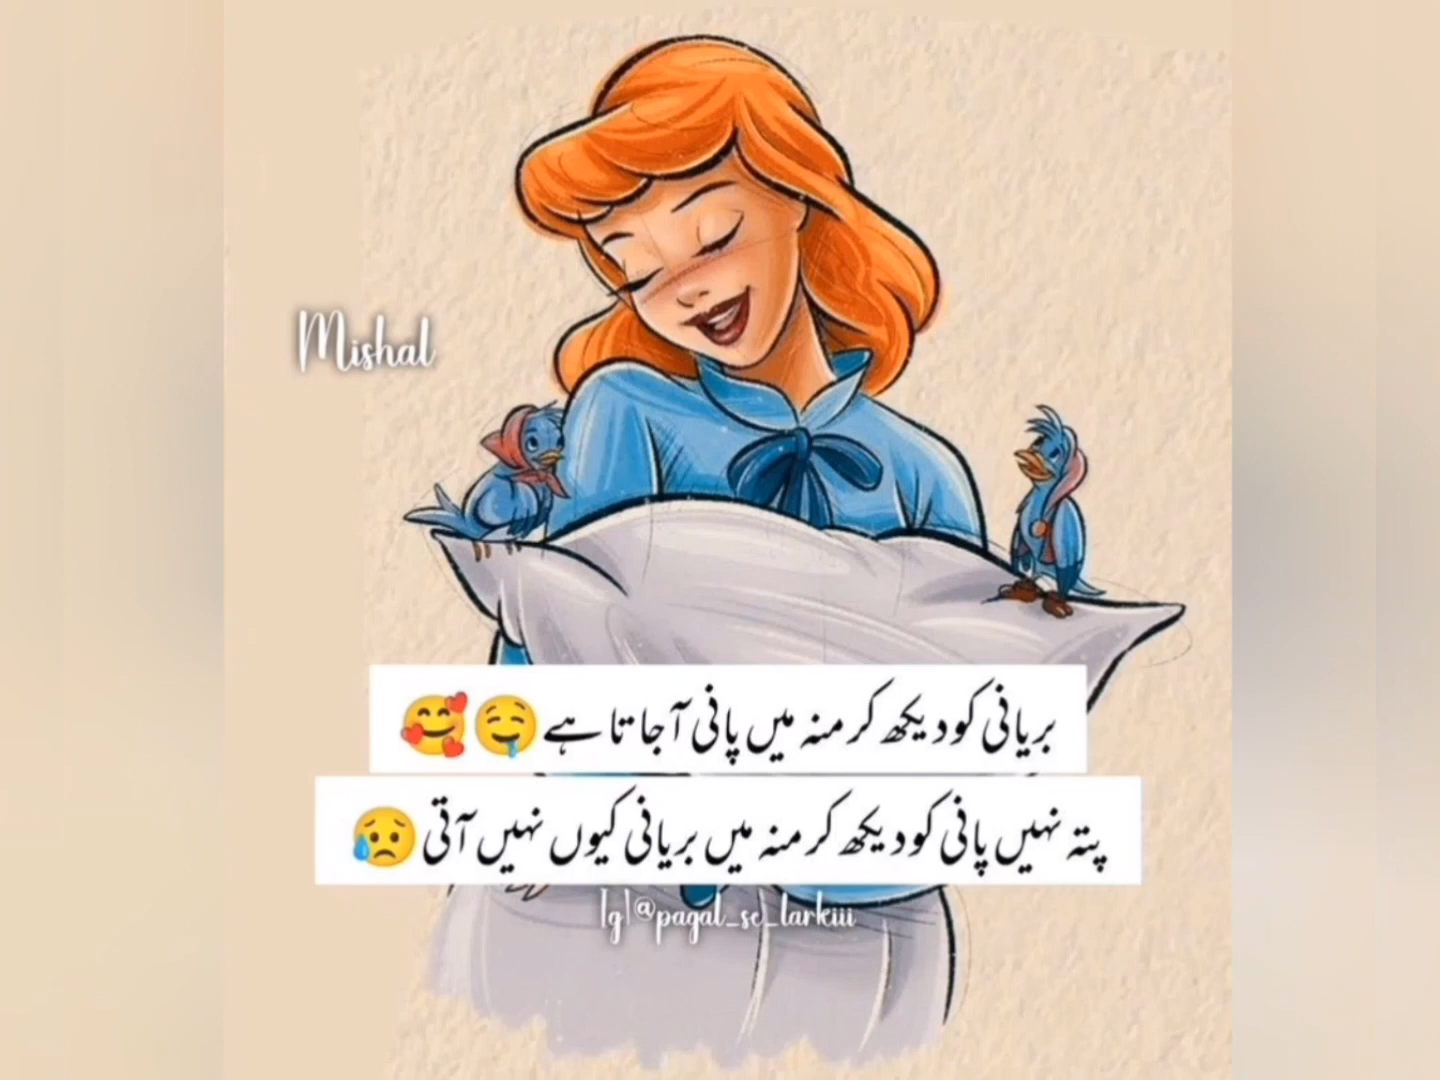 Mishal
بریانی کو دیکھ کر منہ میں پانی آجاتا ہے🤤🥰
پتہ نہیں پانی کو دیکھ کر منہ میں بریانی کیوں نہیں آتی😥
Ig|@pagal_se_larkiii